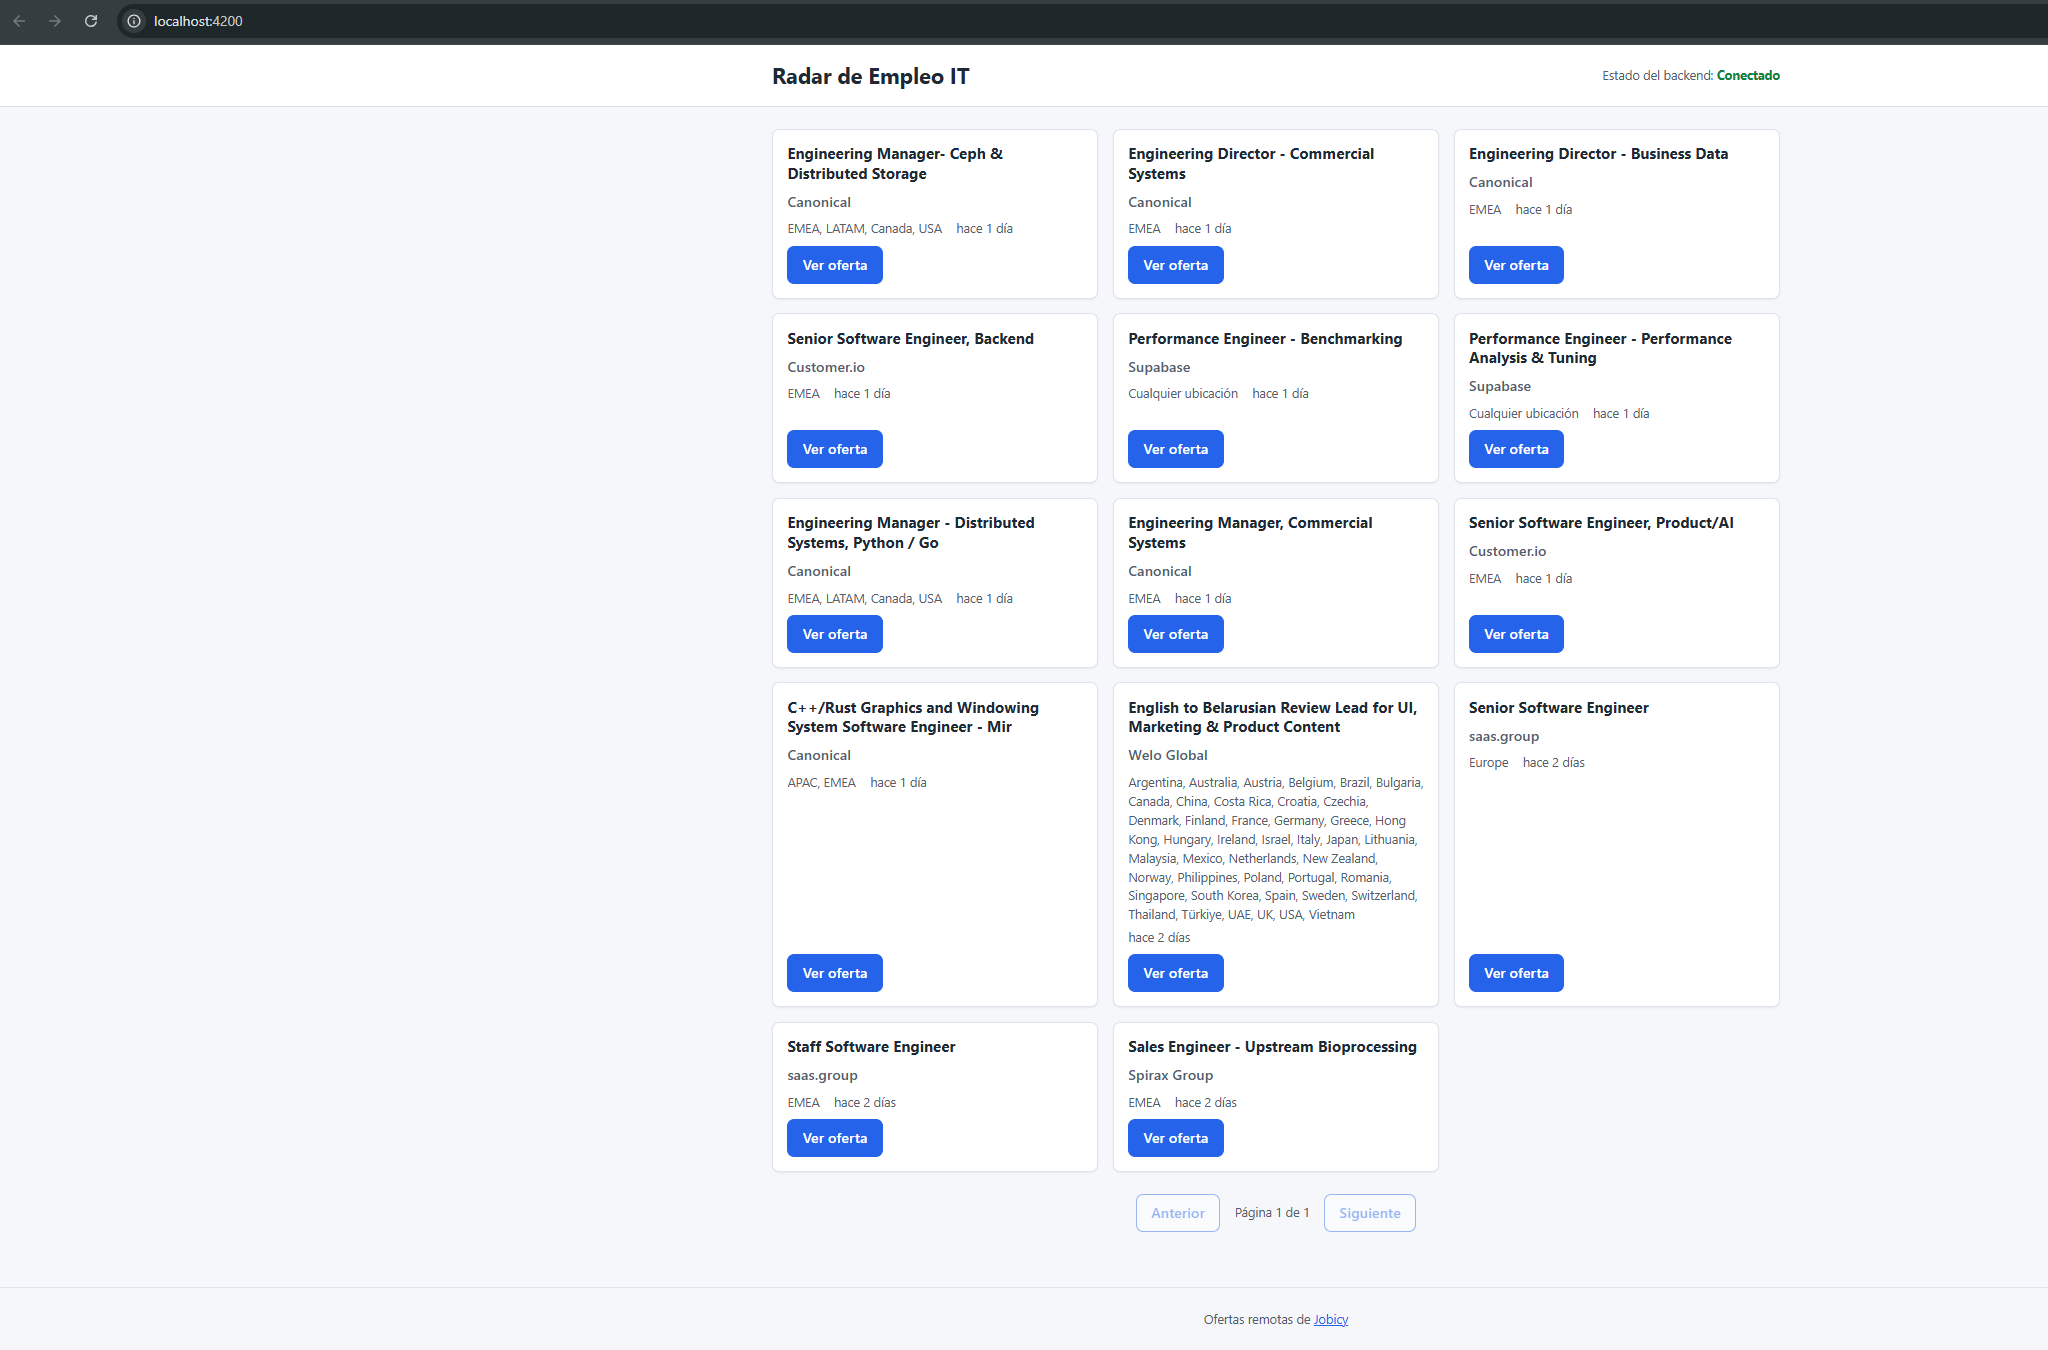 localhost:4200
Radar de Empleo IT
Estado del backend: Conectado
Engineering Manager- Ceph &
Distributed Storage
Canonical
EMEA, LATAM, Canada, USA hace 1 día
Ver oferta
Engineering Director - Commercial
Systems
Canonical
EMEA hace 1 día
Ver oferta
Engineering Director - Business Data
Canonical
EMEA hace 1 día
Ver oferta
Senior Software Engineer, Backend
Customer.io
EMEA hace 1 día
Ver oferta
Performance Engineer - Benchmarking
Supabase
Cualquier ubicación hace 1 día
Ver oferta
Performance Engineer - Performance
Analysis & Tuning
Supabase
Cualquier ubicación hace 1 día
Ver oferta
Engineering Manager - Distributed
Systems, Python / Go
Canonical
EMEA, LATAM, Canada, USA hace 1 día
Ver oferta
Engineering Manager, Commercial
Systems
Canonical
EMEA hace 1 día
Ver oferta
Senior Software Engineer, Product/AI
Customer.io
EMEA hace 1 día
Ver oferta
C++/Rust Graphics and Windowing
System Software Engineer - Mir
Canonical
APAC, EMEA hace 1 día
Ver oferta
English to Belarusian Review Lead for UI,
Marketing & Product Content
Welo Global
Argentina, Australia, Austria, Belgium, Brazil, Bulgaria,
Canada, China, Costa Rica, Croatia, Czechia,
Denmark, Finland, France, Germany, Greece, Hong
Kong, Hungary, Ireland, Israel, Italy, Japan, Lithuania,
Malaysia, Mexico, Netherlands, New Zealand,
Norway, Philippines, Poland, Portugal, Romania,
Singapore, South Korea, Spain, Sweden, Switzerland,
Thailand, Türkiye, UAE, UK, USA, Vietnam
hace 2 días
Ver oferta
Senior Software Engineer
saas.group
Europe hace 2 días
Ver oferta
Staff Software Engineer
saas.group
EMEA hace 2 días
Ver oferta
Sales Engineer - Upstream Bioprocessing
Spirax Group
EMEA hace 2 días
Ver oferta
Anterior Página 1 de 1 Siguiente
Ofertas remotas de Jobicy